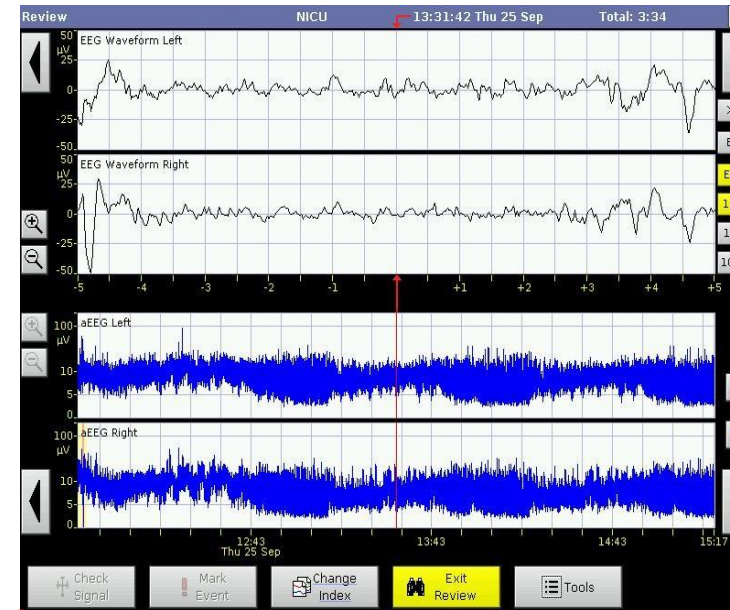 Review NICU 13:31:42 Thu 25 Sep Total: 3:34
EEG Waveform Left
50
µV
25
0
-25
-50
EEG Waveform Right
50
µV
25
0
-25
-50
-5 -4 -3 -2 -1 +1 +2 +3 +4 +5
aEEG Left
100
µV
10
5
0
aEEG Right
100
µV
10
5
0
12:43 13:43 14:43 15:17
Thu 25 Sep
Check Signal
Mark Event
Change Index
Exit Review
Tools